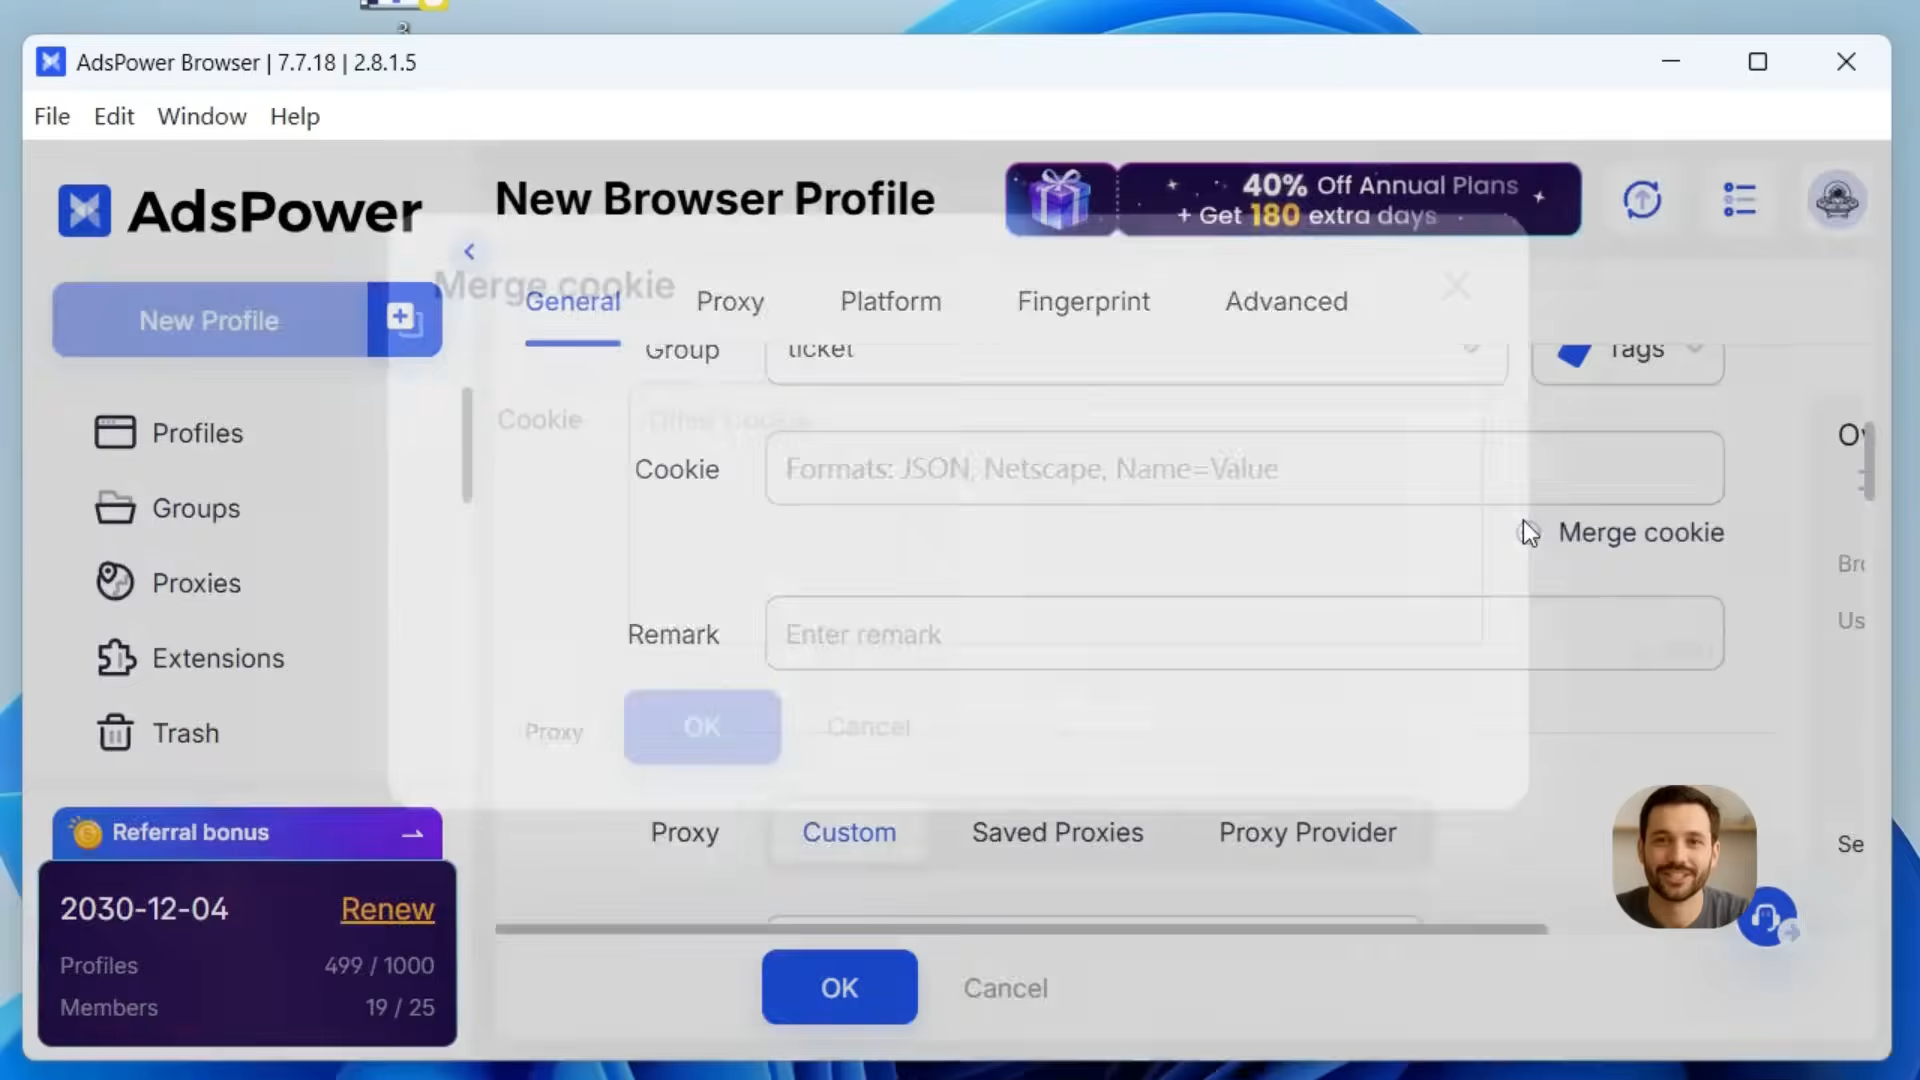 3
AdsPower Browser | 7.7.18 | 2.8.1.5
File Edit Window Help
AdsPower
New Browser Profile
40% Off Annual Plans
+ Get 180 extra days
Merge cookie
New Profile
General Proxy Platform Fingerprint Advanced
Group ticket Tags
Profiles
Cookie
Cookie Formats: JSON, Netscape, Name=Value
Groups
Merge cookie
Proxies
Remark Enter remark
Extensions
Trash
Proxy OK Cancel
Referral bonus
Proxy Custom Saved Proxies Proxy Provider
2030-12-04 Renew
Profiles 499 / 1000
Members 19 / 25
OK Cancel